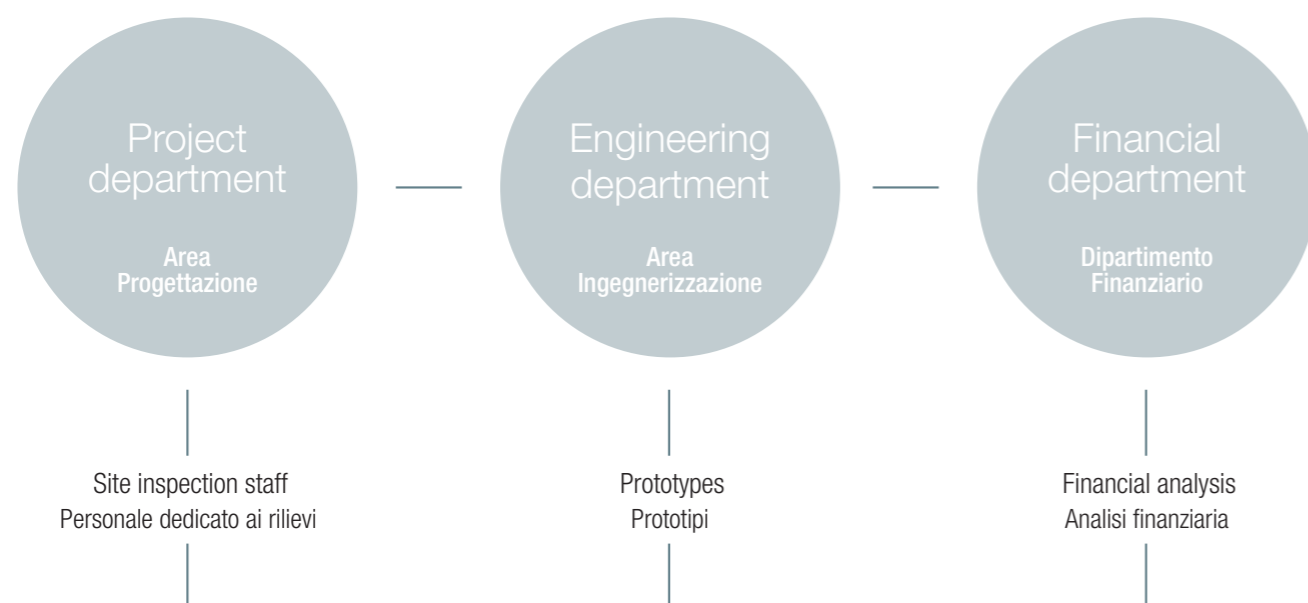 Project
department
Area
Progettazione
Engineering
department
Area
Ingegnerizzazione
Financial
department
Dipartimento
Finanziario
Site inspection staff
Personale dedicato ai rilievi
Prototypes
Prototipi
Financial analysis
Analisi finanziaria